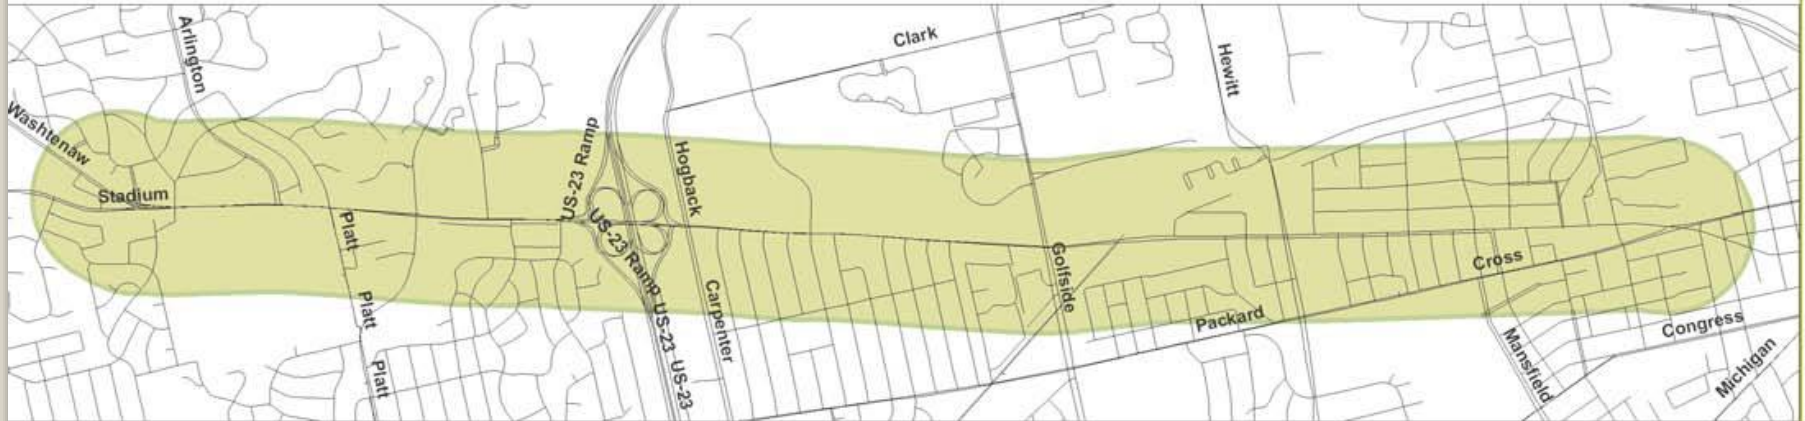 Arlington
Clark
Hewitt
Washtenaw
US-23 Ramp
Hogback
Stadium
Platt
US-23 Ramp
Golfside
Cross
Platt
US-23
Carpenter
Packard
Congress
Platt
US-23
Mansfield
Michigan